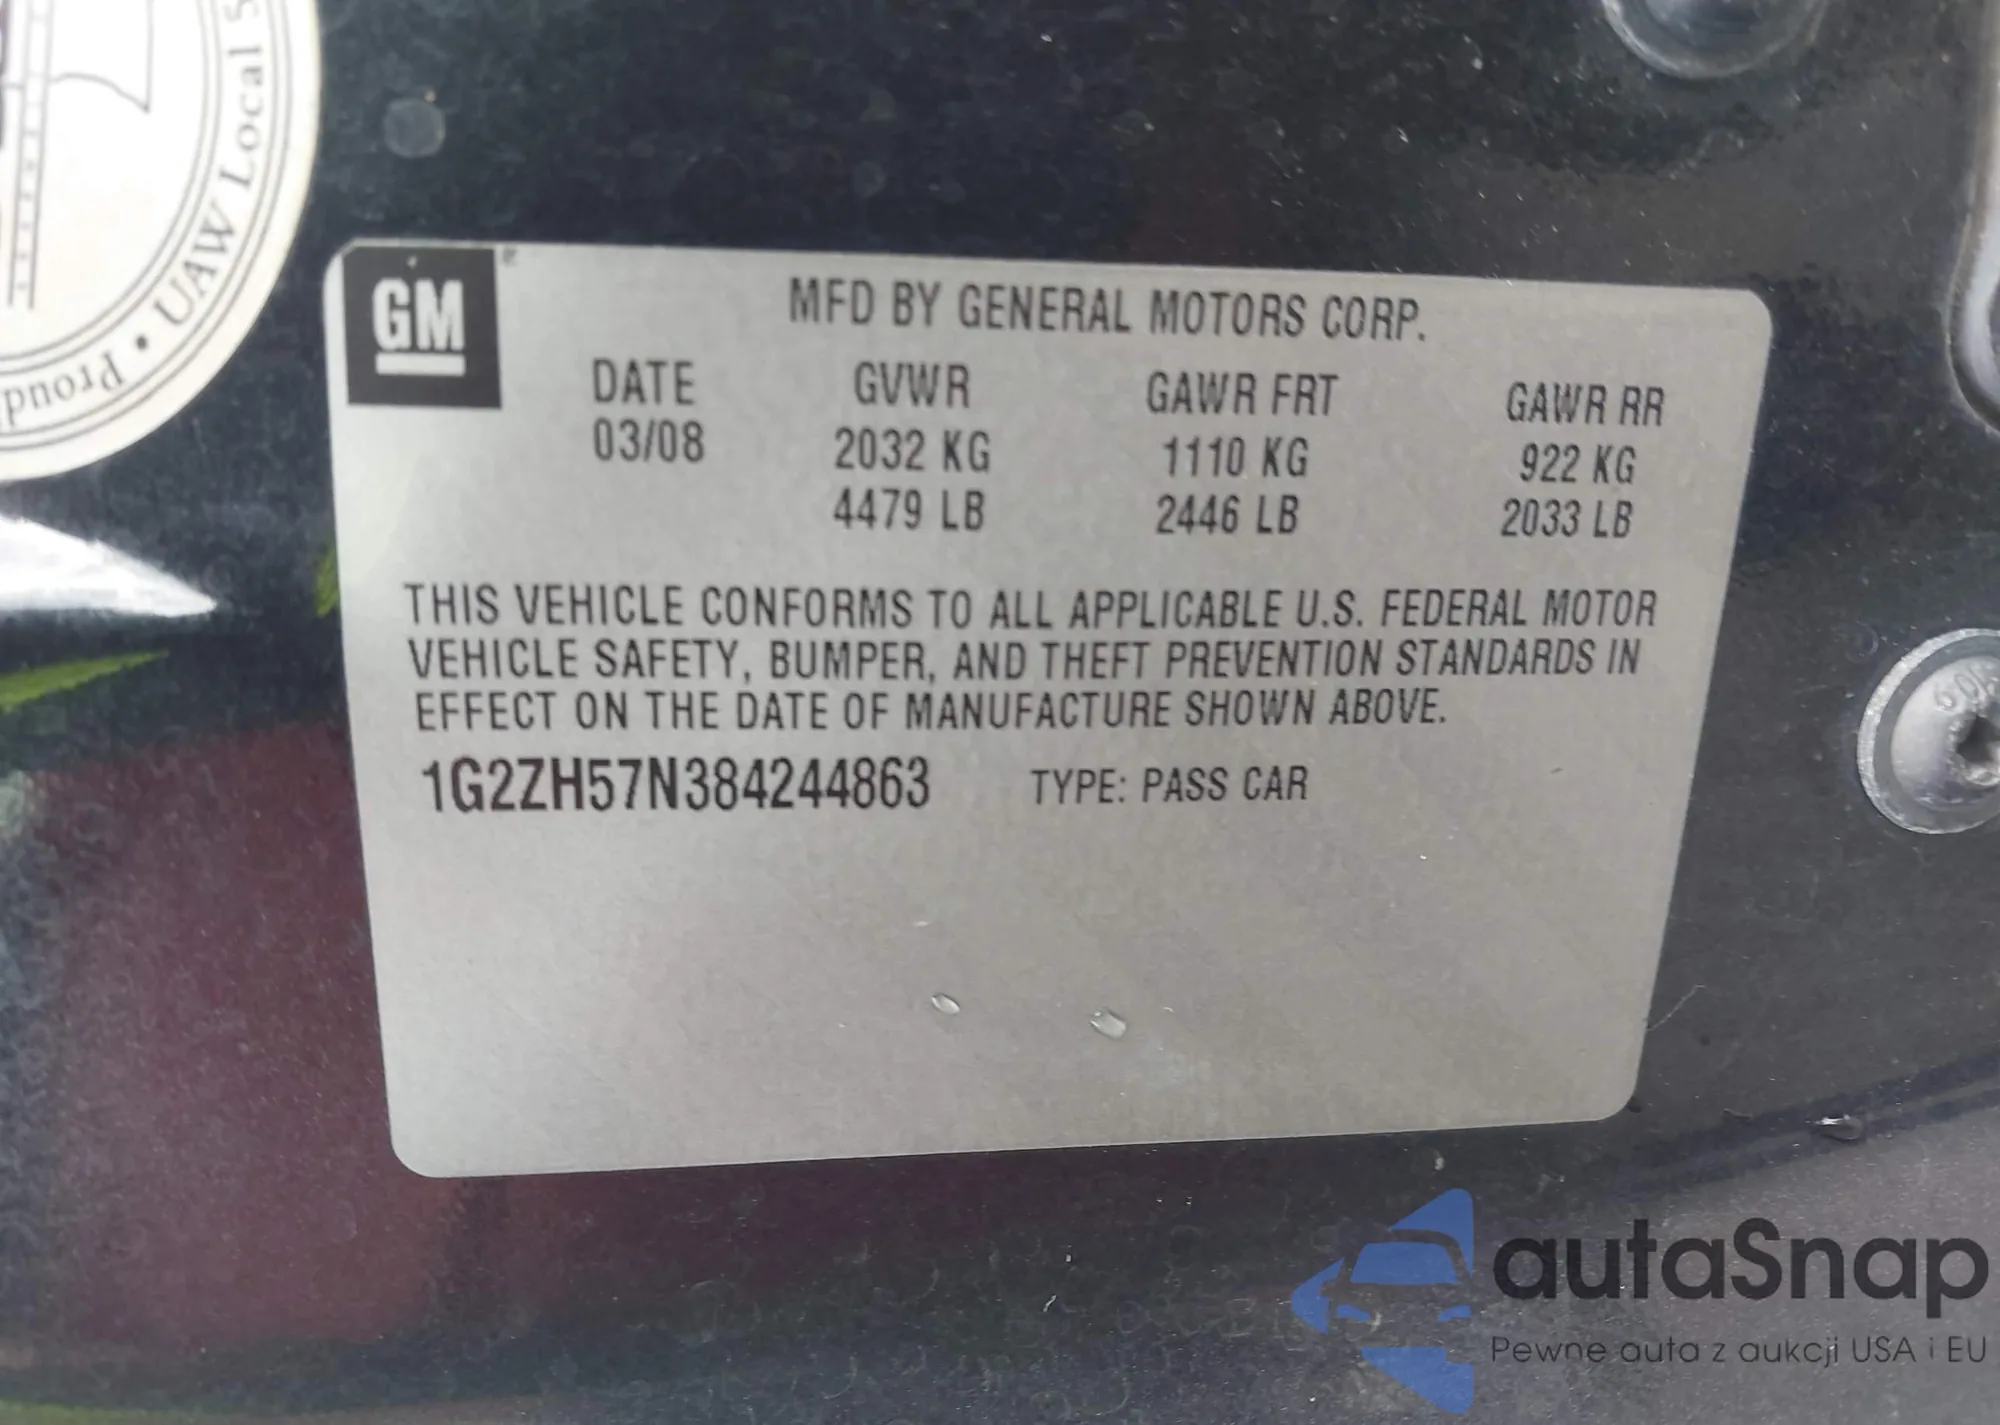 UAW Local 5
Proud
GM
MFD BY GENERAL MOTORS CORP.
DATE GVWR GAWR FRT GAWR RR
03/08 2032 KG 1110 KG 922 KG
4479 LB 2446 LB 2033 LB
THIS VEHICLE CONFORMS TO ALL APPLICABLE U.S. FEDERAL MOTOR
VEHICLE SAFETY, BUMPER, AND THEFT PREVENTION STANDARDS IN
EFFECT ON THE DATE OF MANUFACTURE SHOWN ABOVE.
1G2ZH57N384244863 TYPE: PASS CAR
autaSnap
Pewne auta z aukcji USA i EU